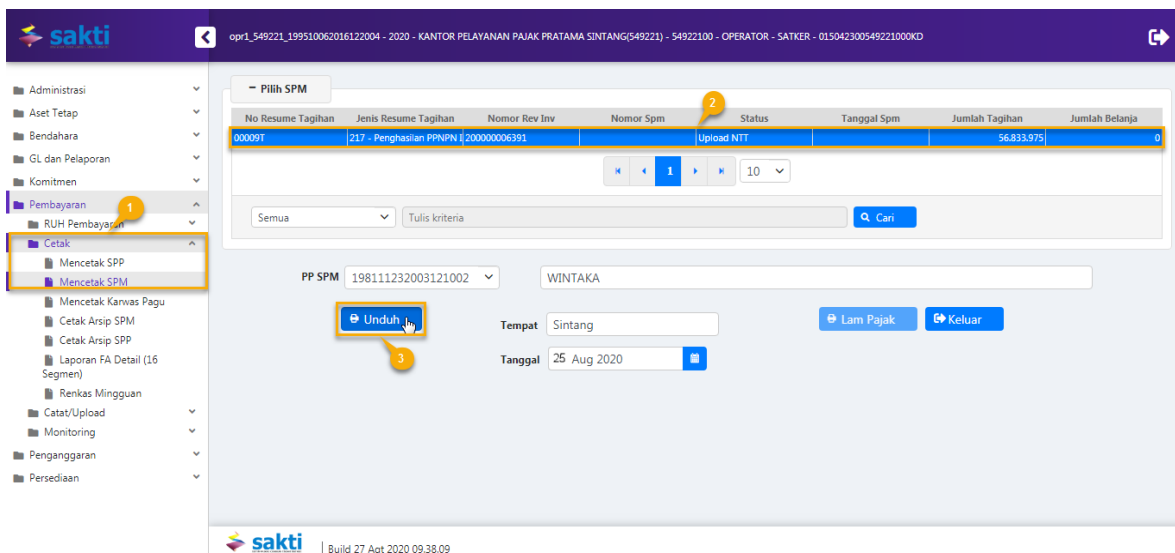 sakti
opr1_549221_199510062016122004 - 2020 - KANTOR PELAYANAN PAJAK PRATAMA SINTANG(549221) - 54922100 - OPERATOR - SATKER - 015042300549221000KD
Administrasi
Aset Tetap
Bendahara
GL dan Pelaporan
Komitmen
Pembayaran
1
RUH Pembayaran
Cetak
Mencetak SPP
Mencetak SPM
Mencetak Karwas Pagu
Cetak Arsip SPM
Cetak Arsip SPP
Laporan FA Detail (16
Segmen)
Renkas Mingguan
Catat/Upload
Monitoring
Penganggaran
Persediaan
– Pilih SPM
2
No Resume Tagihan Jenis Resume Tagihan Nomor Rev Inv Nomor Spm Status Tanggal Spm Jumlah Tagihan Jumlah Belanja
00009T 217 - Penghasilan PPNPN I 200000006391 Upload NTT 56.833.975 0
1 10
Semua Tulis kriteria Cari
PP SPM 198111232003121002 WINTAKA
Unduh Tempat Sintang Lam Pajak Keluar
3
Tanggal 25 Aug 2020
sakti | Build 27 Agt 2020 09.38.09